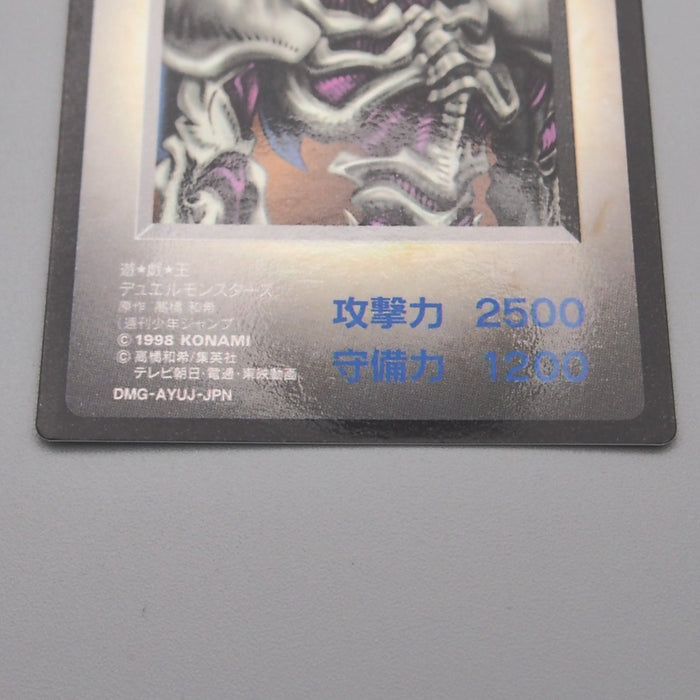 遊★戯★王
デュエルモンスターズ
原作 高橋 和希
(週刊少年ジャンプ)
© 1998 KONAMI
© 高橋和希/集英社
テレビ朝日・電通・東映動画
DMG-AYUJ-JPN
攻撃力 2500
守備力 1200